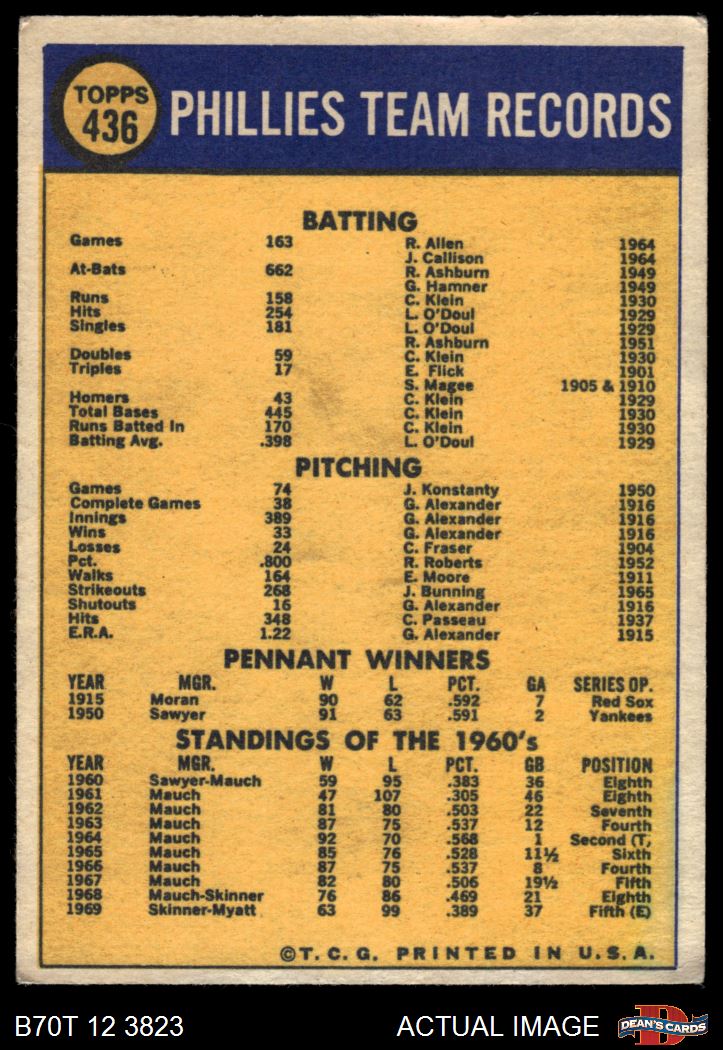 TOPPS
436
PHILLIES TEAM RECORDS
BATTING
Games 163 R. Allen 1964
J. Callison 1964
At-Bats 662 R. Ashburn 1949
G. Hamner 1949
Runs 158 C. Klein 1930
Hits 254 L. O'Doul 1929
Singles 181 L. O'Doul 1929
R. Ashburn 1951
Doubles 59 C. Klein 1930
Triples 17 E. Flick 1901
S. Magee 1905 & 1910
Homers 43 C. Klein 1929
Total Bases 445 C. Klein 1930
Runs Batted In 170 C. Klein 1930
Batting Avg. .398 L. O'Doul 1929
PITCHING
Games 74 J. Konstanty 1950
Complete Games 38 G. Alexander 1916
Innings 389 G. Alexander 1916
Wins 33 G. Alexander 1916
Losses 24 C. Fraser 1904
Pct. .800 R. Roberts 1952
Walks 164 E. Moore 1911
Strikeouts 268 J. Bunning 1965
Shutouts 16 G. Alexander 1916
Hits 348 C. Passeau 1937
E.R.A. 1.22 G. Alexander 1915
PENNANT WINNERS
YEAR MGR. W L PCT. GA SERIES OP.
1915 Moran 90 62 .592 7 Red Sox
1950 Sawyer 91 63 .591 2 Yankees
STANDINGS OF THE 1960's
YEAR MGR. W L PCT. GB POSITION
1960 Sawyer-Mauch 59 95 .383 36 Eighth
1961 Mauch 47 107 .305 46 Eighth
1962 Mauch 81 80 .503 22 Seventh
1963 Mauch 87 75 .537 12 Fourth
1964 Mauch 92 70 .568 1 Second (T,
1965 Mauch 85 76 .528 11½ Sixth
1966 Mauch 87 75 .537 8 Fourth
1967 Mauch 82 80 .506 19½ Fifth
1968 Mauch-Skinner 76 86 .469 21 Eighth
1969 Skinner-Myatt 63 99 .389 37 Fifth (E)
©T. C. G. PRINTED IN U. S. A.
B70T 12 3823 ACTUAL IMAGE DEAN'S CARDS